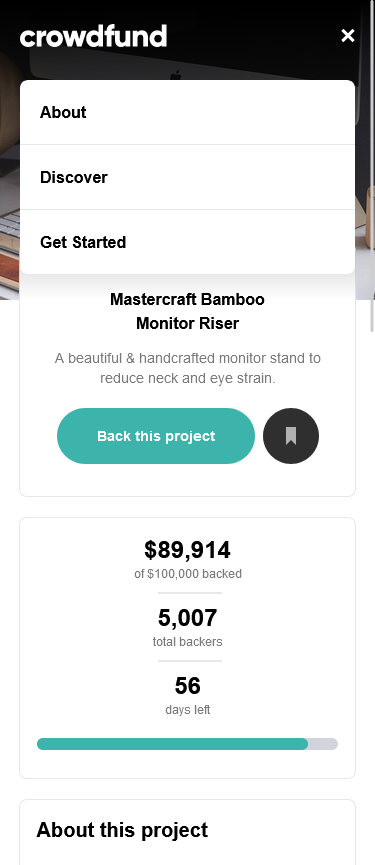 crowdfund
About
Discover
Get Started
Mastercraft Bamboo
Monitor Riser
A beautiful & handcrafted monitor stand to
reduce neck and eye strain.
Back this project
$89,914
of $100,000 backed
5,007
total backers
56
days left
About this project